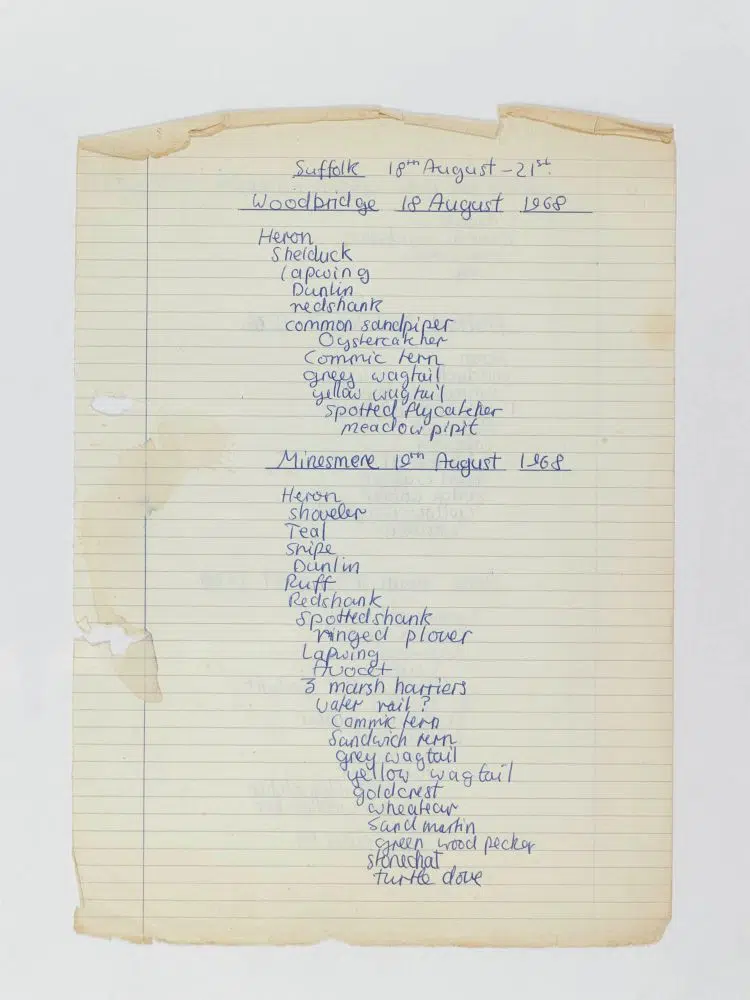 Suffolk 18th August - 21st.
Woodbridge 18 August 1968
Heron
Shelduck
lapwing
Dunlin
redshank
common sandpiper
Oystercatcher
Commic tern
grey wagtail
yellow wagtail
spotted flycatcher
meadow pipit
Minesmere 19th August 1968
Heron
shoveler
Teal
snipe
Dunlin
Ruff
Redshank
Spottedshank
ringed plover
Lapwing
Avocet
3 marsh harriers
water rail ?
Commic tern
Sandwich tern
grey wagtail
yellow wagtail
goldcrest
wheatear
Sand martin
green wood pecker
stonechat
turtle dove